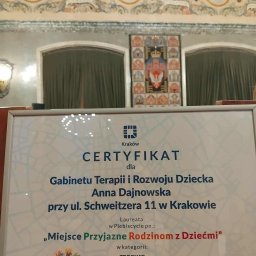 Kraków
CERTYFIKAT
dla
Gabinetu Terapii i Rozwoju Dziecka
Anna Dajnowska
przy ul. Schweitzera 11 w Krakowie
Laureata
w Plebiscycie pn.:
„Miejsce Przyjazne Rodzinom z Dziećmi”
w kategorii: